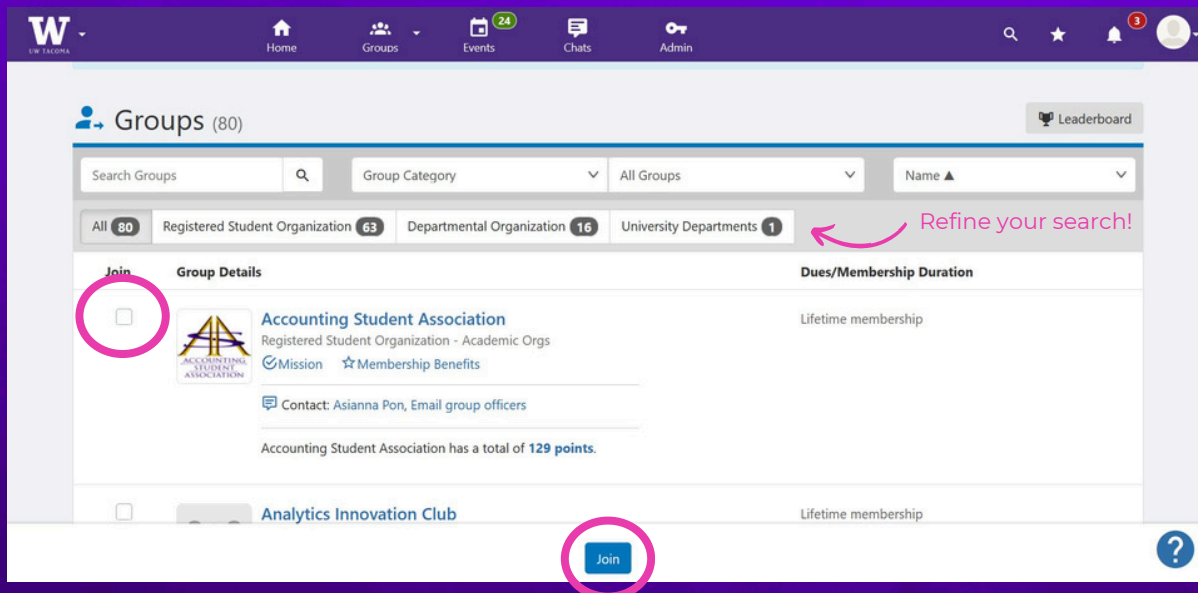 W
UW TACOMA
Home
Groups
Events 24
Chats
Admin
3
Groups (80)
Leaderboard
Search Groups
Group Category
All Groups
Name ▲
All 80
Registered Student Organization 63
Departmental Organization 16
University Departments 1
Refine your search!
Join Group Details Dues/Membership Duration
Accounting Student Association
Lifetime membership
Registered Student Organization - Academic Orgs
ACCOUNTING
STUDENT
ASSOCIATION
Mission Membership Benefits
Contact: Asianna Pon, Email group officers
Accounting Student Association has a total of 129 points.
Analytics Innovation Club
Lifetime membership
Join
?